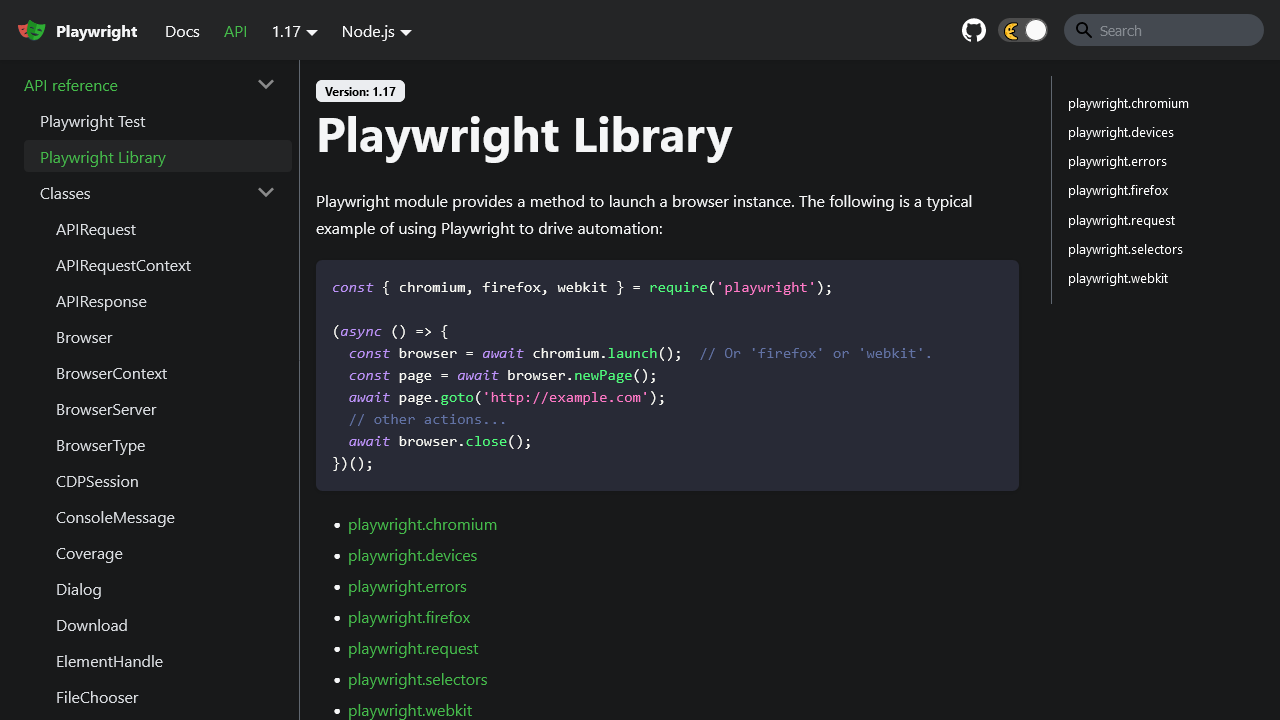 Playwright
Docs
API
1.17
Node.js
Search
API reference
Playwright Test
Playwright Library
Classes
APIRequest
APIRequestContext
APIResponse
Browser
BrowserContext
BrowserServer
BrowserType
CDPSession
ConsoleMessage
Coverage
Dialog
Download
ElementHandle
FileChooser
Version: 1.17
Playwright Library
Playwright module provides a method to launch a browser instance. The following is a typical
example of using Playwright to drive automation:
const { chromium, firefox, webkit } = require('playwright');
(async () => {
  const browser = await chromium.launch();  // Or 'firefox' or 'webkit'.
  const page = await browser.newPage();
  await page.goto('http://example.com');
  // other actions...
  await browser.close();
})();
• playwright.chromium
• playwright.devices
• playwright.errors
• playwright.firefox
• playwright.request
• playwright.selectors
• playwright.webkit
playwright.chromium
playwright.devices
playwright.errors
playwright.firefox
playwright.request
playwright.selectors
playwright.webkit